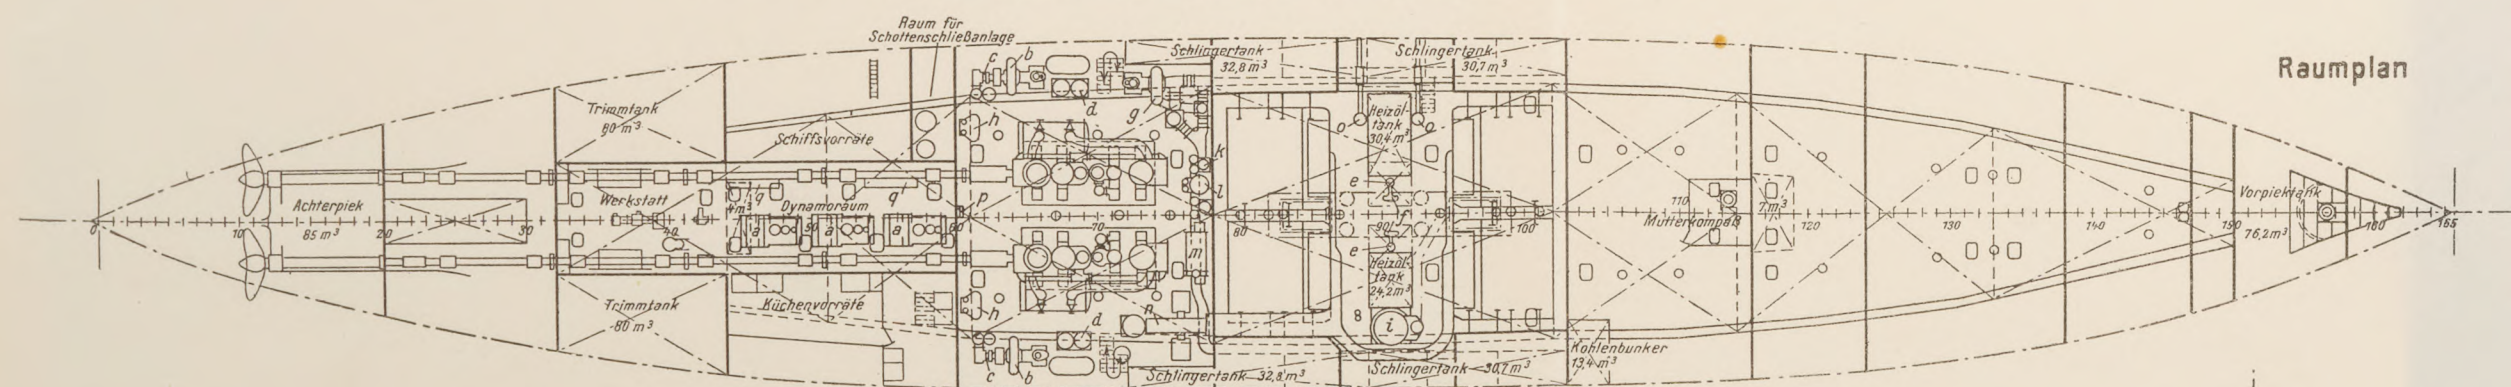 Raum für
Schottenschließanlage
Raumplan
c
b
d
g
Schlingertank
32,8 m³
Schlingertank
30,7 m³
Trimmtank
80 m³
Schiffsvorräte
h
Heizöl-
tank
30,4 m³
o
o
k
l
e
Achterpiek
85 m³
Werkstatt
4m³
q
Dynamoraum
q
p
a
a
a
f
110
Mutterkompaß
7 m³
Vorpiektank
76,2 m³
0
10
20
30
40
50
60
70
80
90
100
120
130
140
150
160
165
m
e
Heizöl-
tank
24,2 m³
Trimmtank
80 m³
Küchenvorräte
h
d
n
8
i
c
b
Schlingertank 32,8 m³
Schlingertank 30,7 m³
Kohlenbunker
13,4 m³